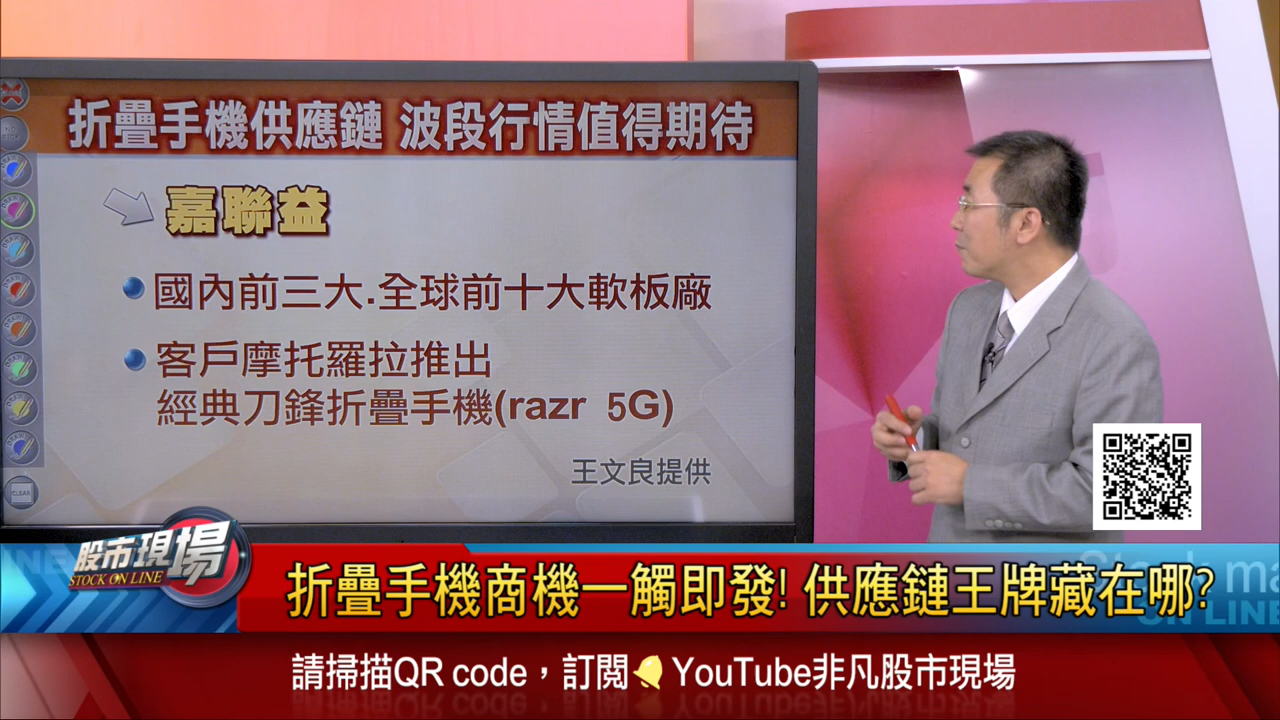 折疊手機供應鏈 波段行情值得期待
嘉聯益
國內前三大.全球前十大軟板廠
客戶摩托羅拉推出
經典刀鋒折疊手機(razr 5G)
王文良提供
CLEAR
股市現場
STOCK ON LINE
折疊手機商機一觸即發! 供應鏈王牌藏在哪?
ON LINE
請掃描QR code，訂閱🔔YouTube非凡股市現場